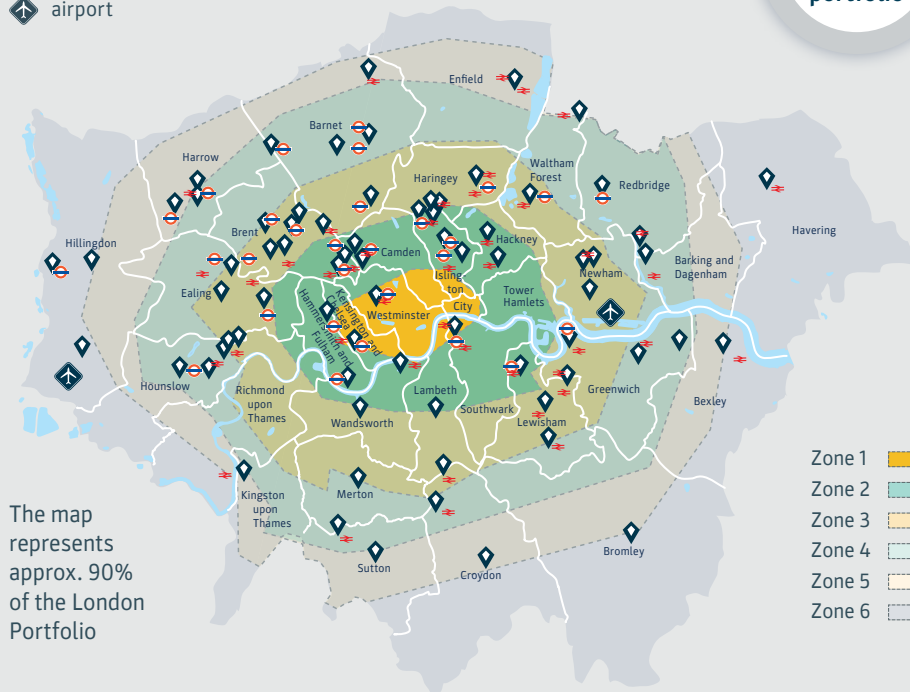 portfolio
airport
Enfield
Barnet
Harrow
Haringey
Waltham
Forest
Redbridge
Havering
Brent
Hillingdon
Camden
Hackney
Barking and
Dagenham
Newham
Isling-
ton
Ealing
Tower
Hamlets
City
Westminster
Kensington and
Chelsea
Hammersmith and
Fulham
Hounslow
Richmond
upon
Thames
Lambeth
Southwark
Greenwich
Bexley
Wandsworth
Lewisham
Merton
Kingston
upon
Thames
Sutton
Croydon
Bromley
Zone 1
Zone 2
Zone 3
Zone 4
Zone 5
Zone 6
The map
represents
approx. 90%
of the London
Portfolio